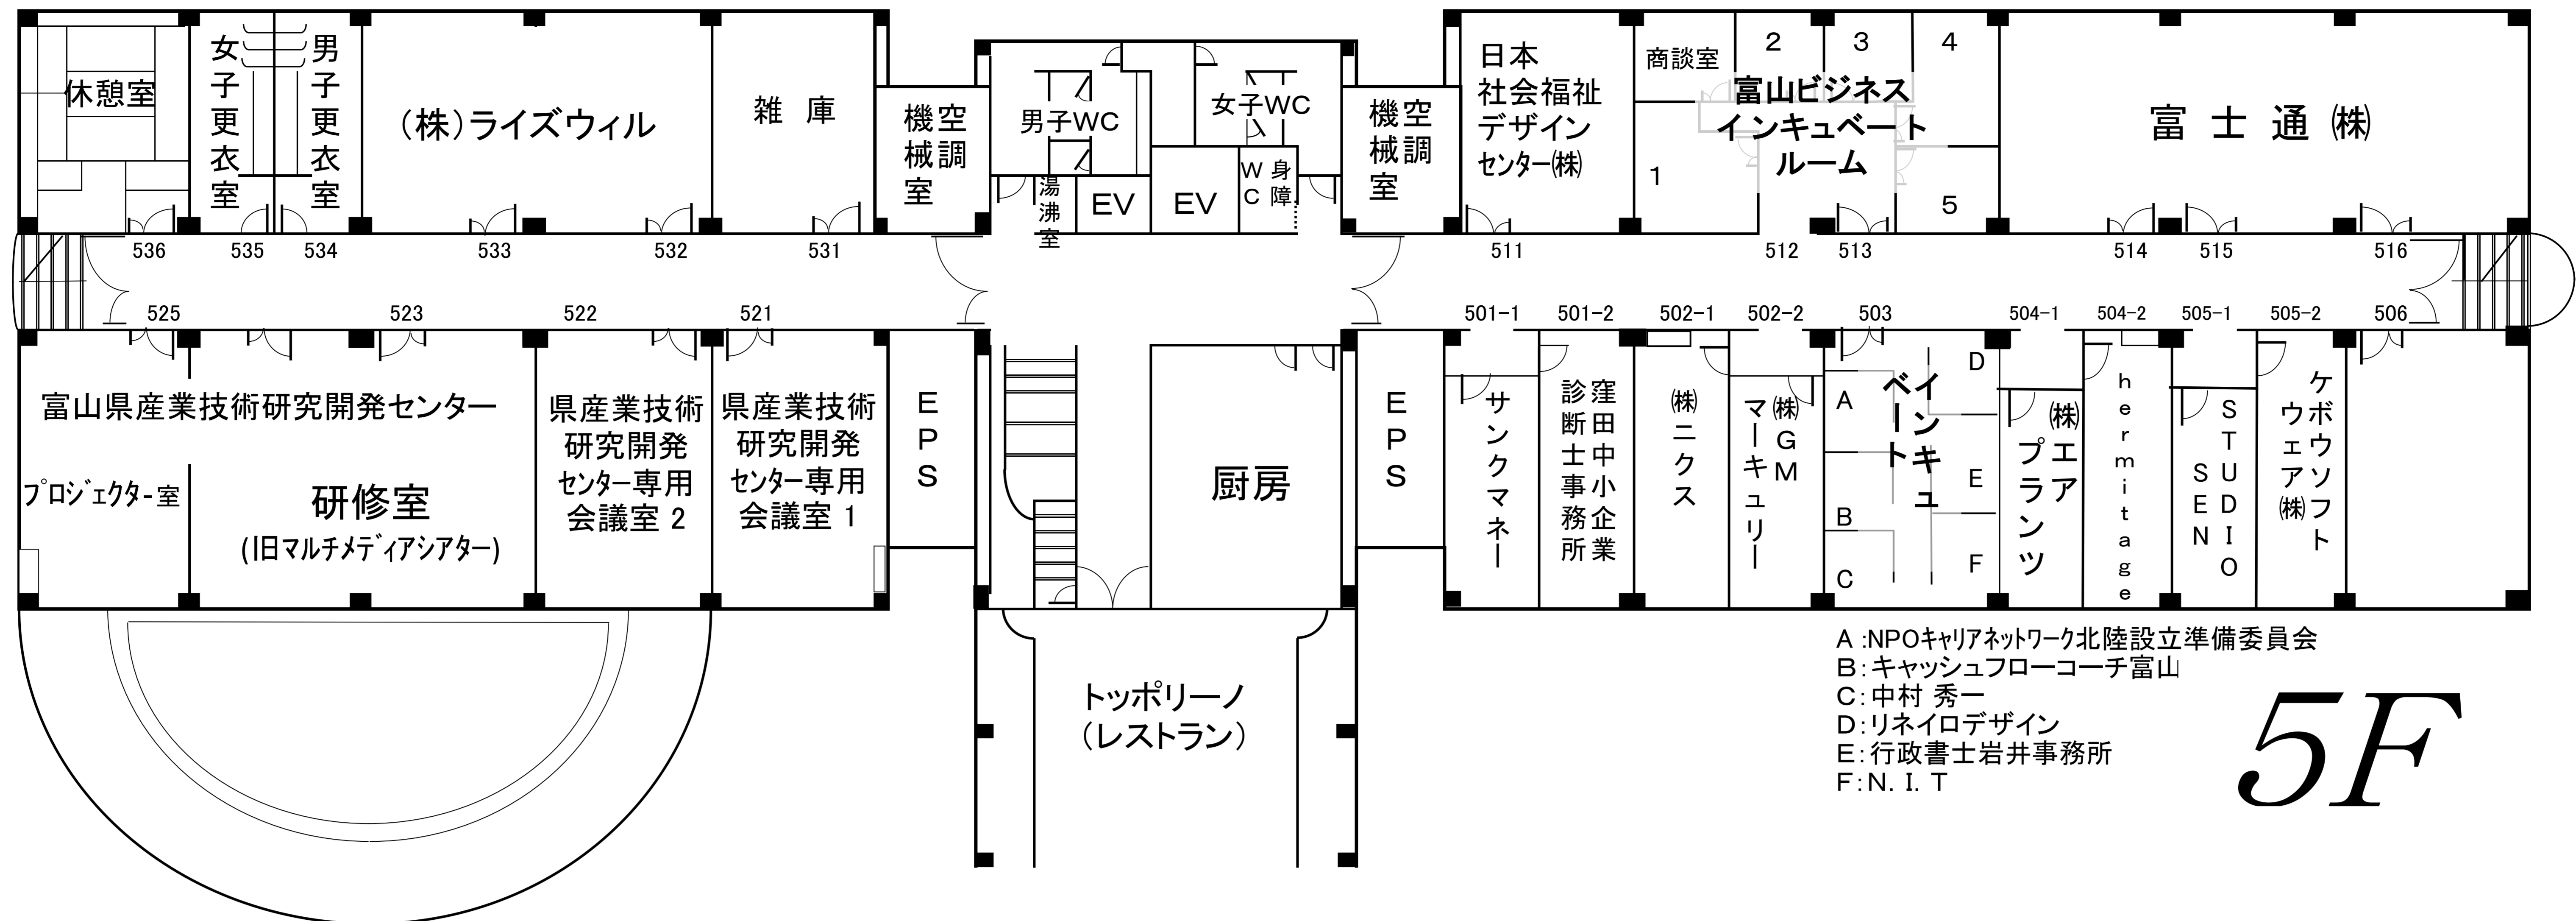 休憩室
女子更衣室
男子更衣室
（株）ライズウィル
雑 庫
空調
機械室
男子WC
女子WC
湯沸室
EV
EV
身障
WC
空調
機械室
日本
社会福祉
デザイン
センター㈱
商談室
1
2
3
4
5
富山ビジネス
インキュベート
ルーム
富 士 通 ㈱
536
535
534
533
532
531
511
512
513
514
515
516
525
523
522
521
501-1
501-2
502-1
502-2
503
504-1
504-2
505-1
505-2
506
富山県産業技術研究開発センター
プロジェクター室
研修室
(旧マルチメディアシアター)
県産業技術
研究開発
センター専用
会議室 2
県産業技術
研究開発
センター専用
会議室 1
EPS
厨房
EPS
サンクマネー
窪田中小企業
診断士事務所
㈱ニクス
㈱GM
マーキュリー
インキュ
ベート
A
B
C
D
E
F
㈱エア
プランツ
hermitage
STUDIO
SEN
ケボウソフト
ウェア㈱
トッポリーノ
（レストラン）
A：NPOキャリアネットワーク北陸設立準備委員会
B：キャッシュフローコーチ富山
C：中村 秀一
D：リネイロデザイン
E：行政書士岩井事務所
F：N．I．T
5F